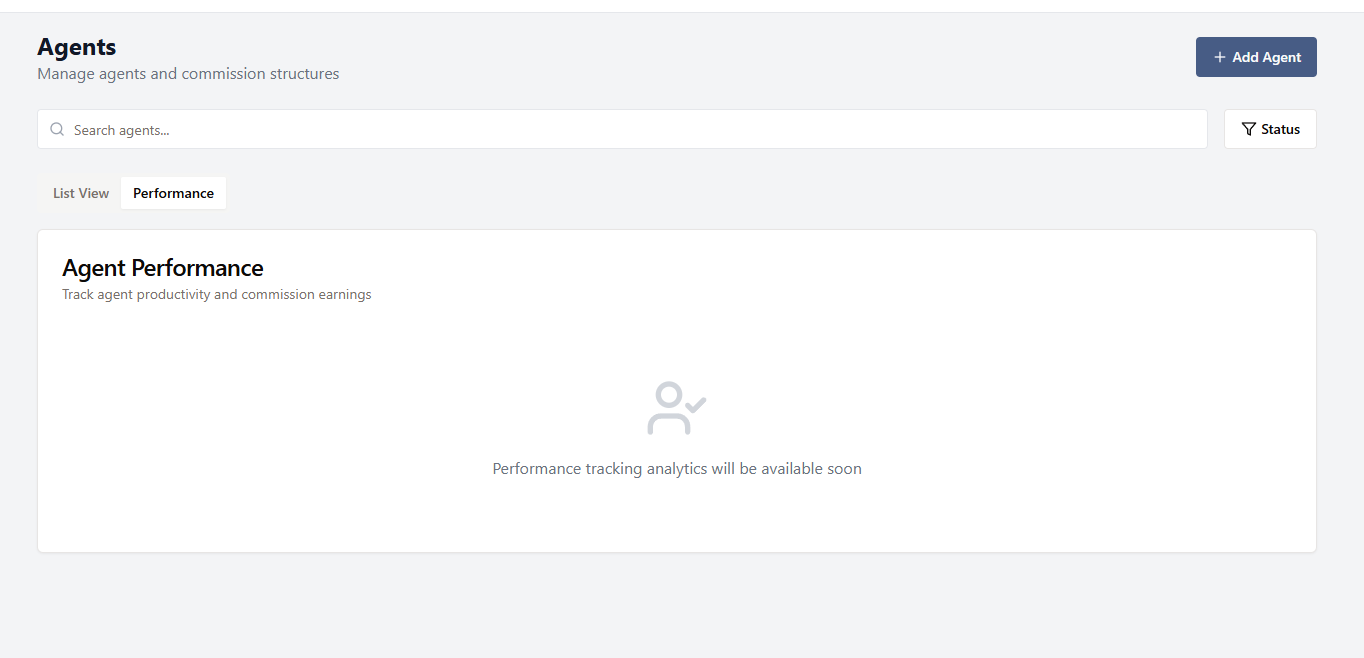 Agents
Manage agents and commission structures
Add Agent
Search agents...
Status
List View
Performance
Agent Performance
Track agent productivity and commission earnings
Performance tracking analytics will be available soon